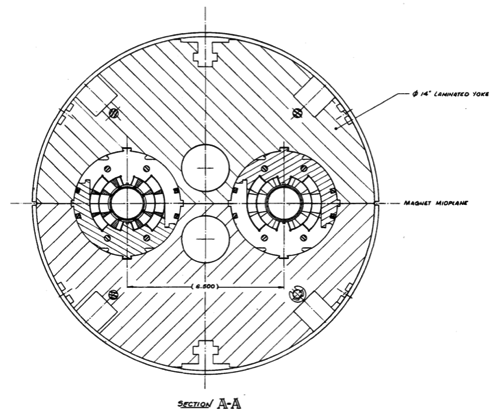 φ 14" LAMINATED YOKE
MAGNET MIDPLANE
(6.500)
SECTION A-A